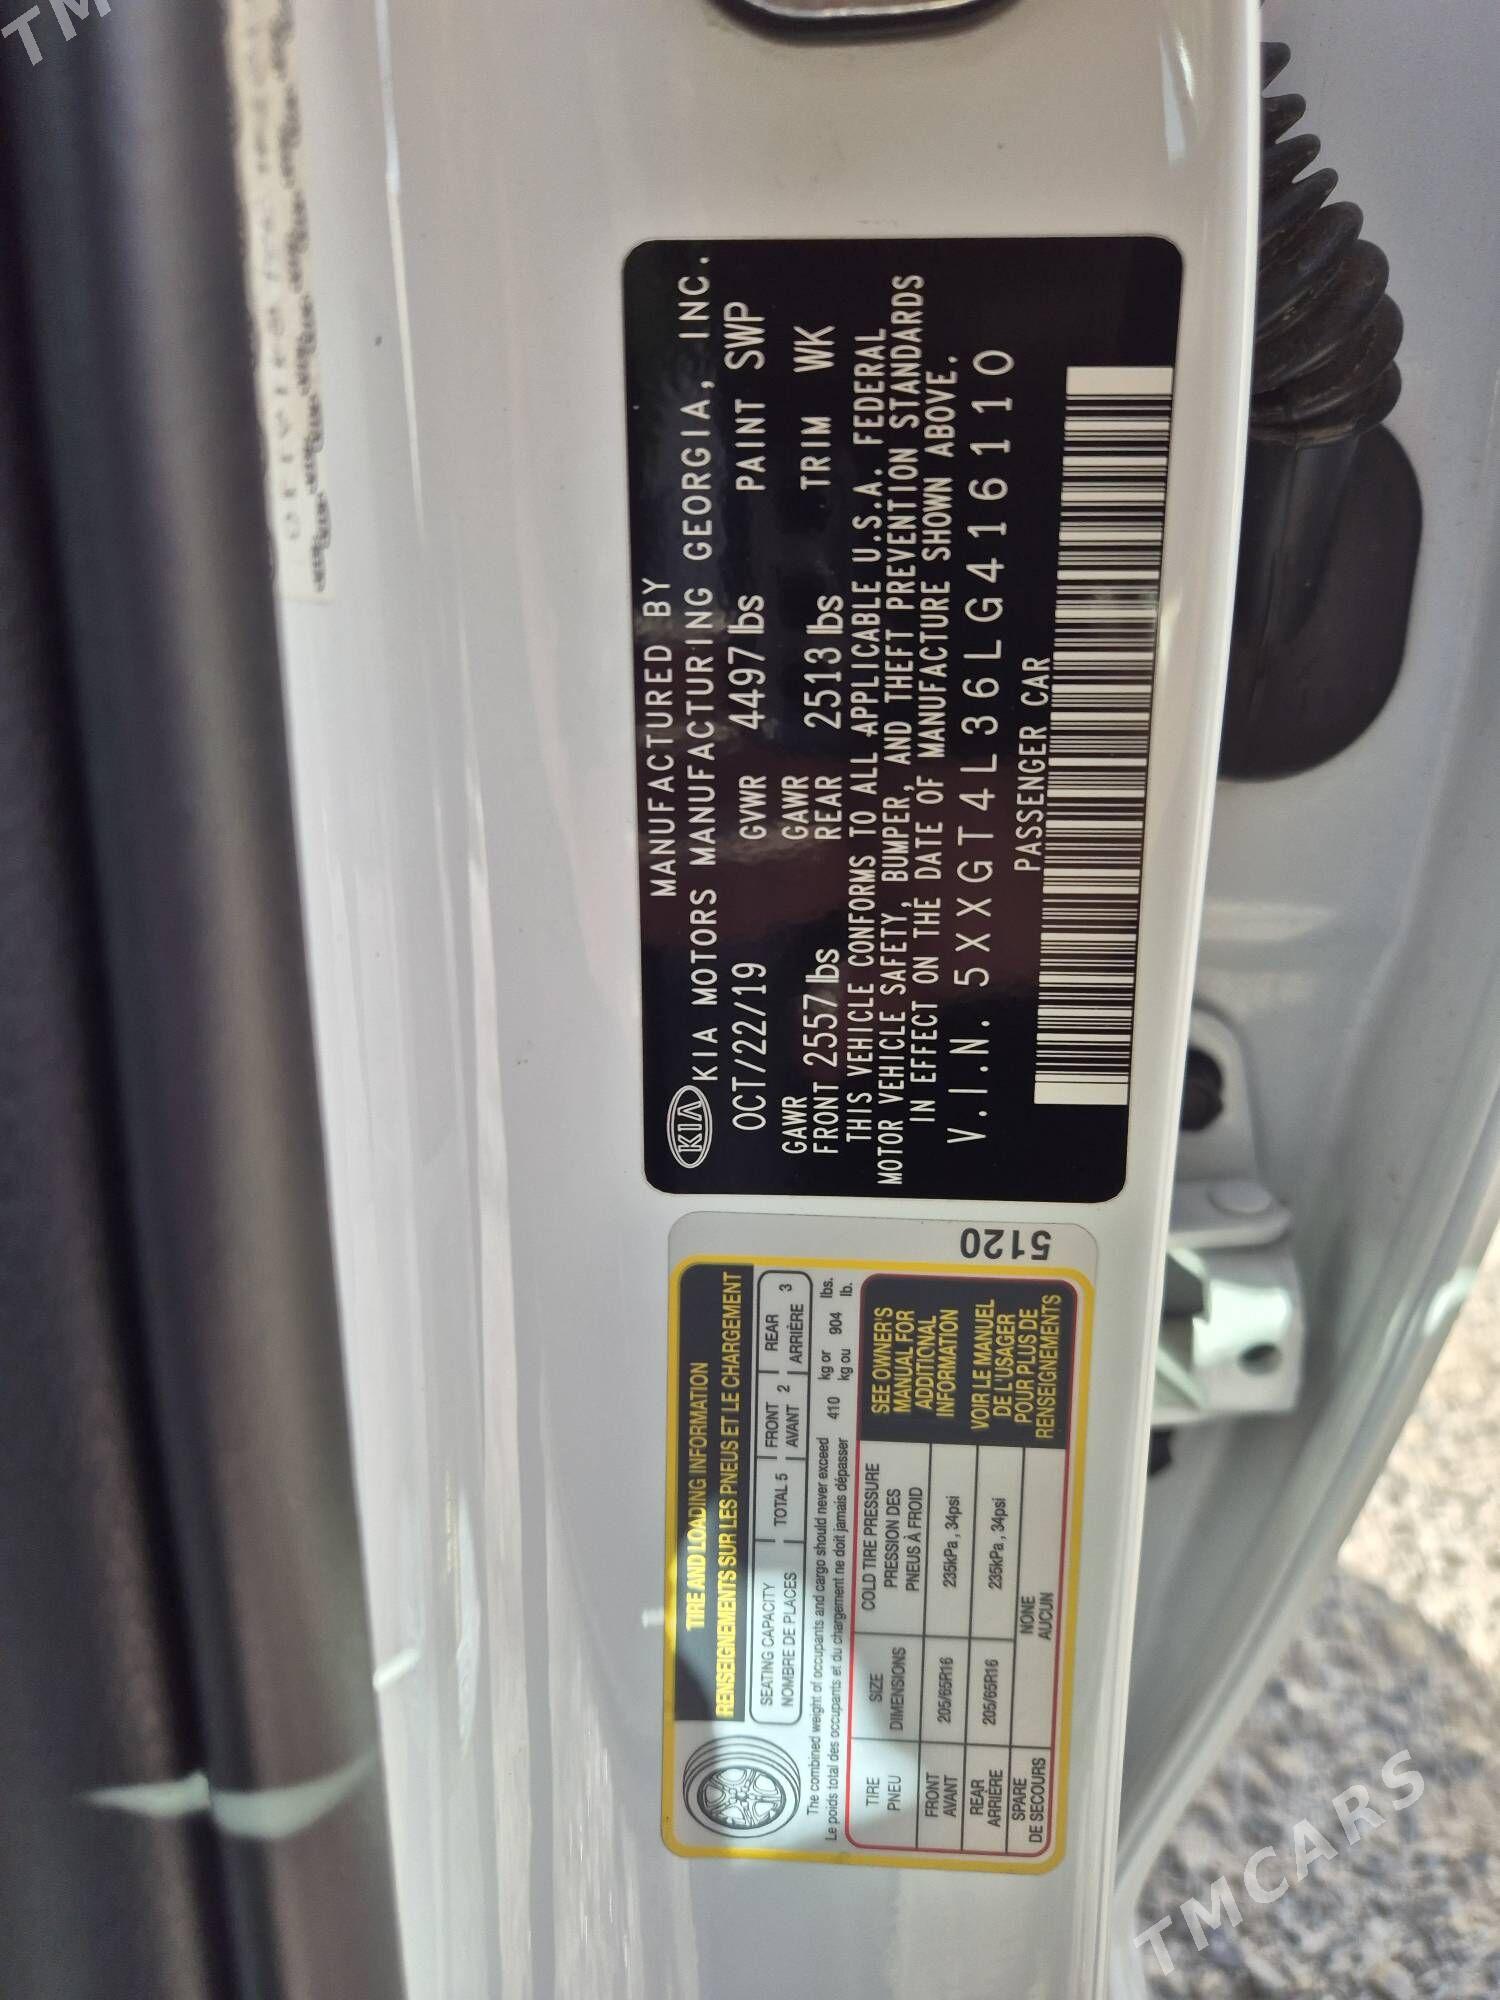 MANUFACTURED BY
KIA KIA MOTORS MANUFACTURING GEORGIA, INC.
OCT/22/19 GVWR 4497 lbs PAINT SWP
GAWR GAWR
FRONT 2557 lbs REAR 2513 lbs TRIM WK
THIS VEHICLE CONFORMS TO ALL APPLICABLE U.S.A. FEDERAL
MOTOR VEHICLE SAFETY, BUMPER, AND THEFT PREVENTION STANDARDS
IN EFFECT ON THE DATE OF MANUFACTURE SHOWN ABOVE.
V.I.N. 5XXGT4L36LG416110
PASSENGER CAR
TIRE AND LOADING INFORMATION
RENSEIGNEMENTS SUR LES PNEUS ET LE CHARGEMENT
SEATING CAPACITY
NOMBRE DE PLACES
TOTAL 5
FRONT
AVANT 2
REAR
ARRIÈRE 3
The combined weight of occupants and cargo should never exceed 410 kg or 904 lbs.
Le poids total des occupants et du chargement ne doit jamais dépasser kg ou lb.
TIRE
PNEU
SIZE
DIMENSIONS
COLD TIRE PRESSURE
PRESSION DES
PNEUS À FROID
FRONT
AVANT
205/65R16
235kPa, 34psi
REAR
ARRIÈRE
205/65R16
235kPa, 34psi
SPARE
DE SECOURS
NONE
AUCUN
SEE OWNER'S
MANUAL FOR
ADDITIONAL
INFORMATION
VOIR LE MANUEL
DE L'USAGER
POUR PLUS DE
RENSEIGNEMENTS
5120
TMCARS
TM